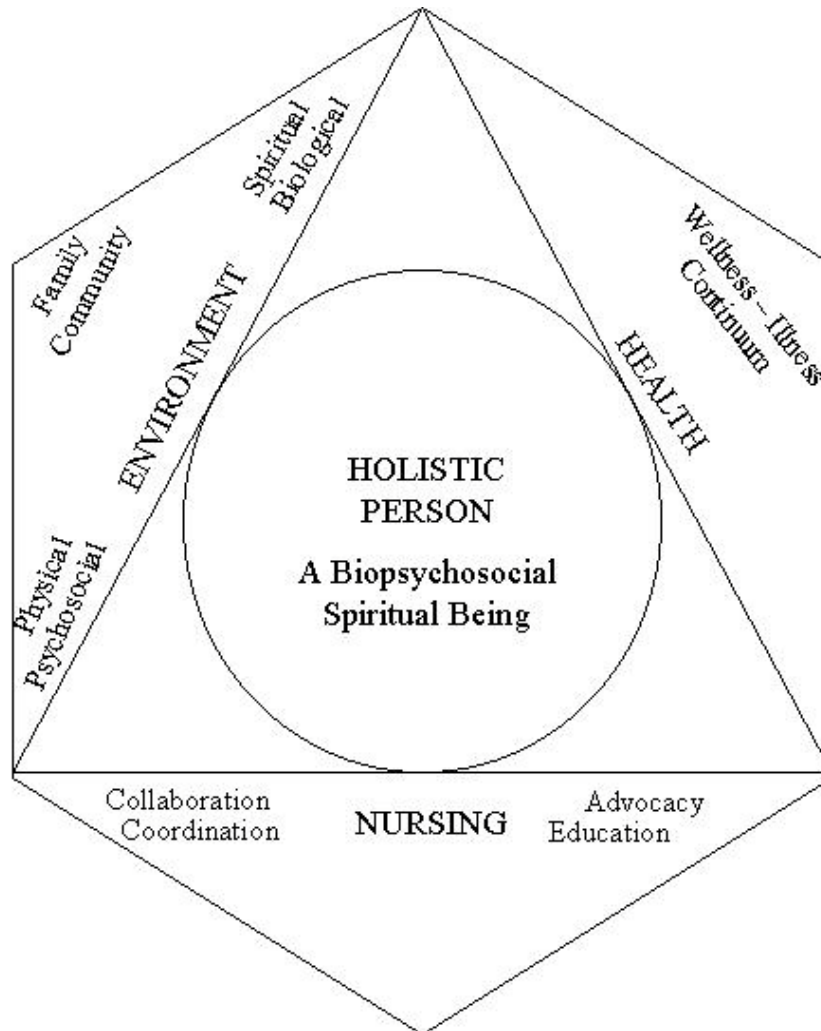 Spiritual
Biological
Family
Community
ENVIRONMENT
Physical
Psychosocial
Wellness – Illness
Continuum
HEALTH
HOLISTIC
PERSON
A Biopsychosocial
Spiritual Being
Collaboration
Coordination
NURSING
Advocacy
Education